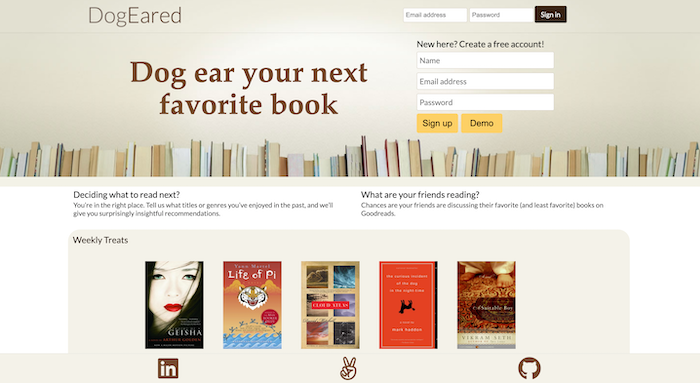 DogEared
Email address
Password
Sign in
New here? Create a free account!
Name
Email address
Password
Sign up
Demo
Dog ear your next
favorite book
Deciding what to read next?
You're in the right place. Tell us what titles or genres you've enjoyed in the past, and we'll
give you surprisingly insightful recommendations.
What are your friends reading?
Chances are your friends are discussing their favorite (and least favorite) books on
Goodreads.
Weekly Treats
GEISHA
ARTHUR GOLDEN
Yann Martel
LIFE of PI
CLOUD ATLAS
the curious incident
of the dog
in the night-time
mark haddon
A Suitable Boy
VIKRAM SETH
in